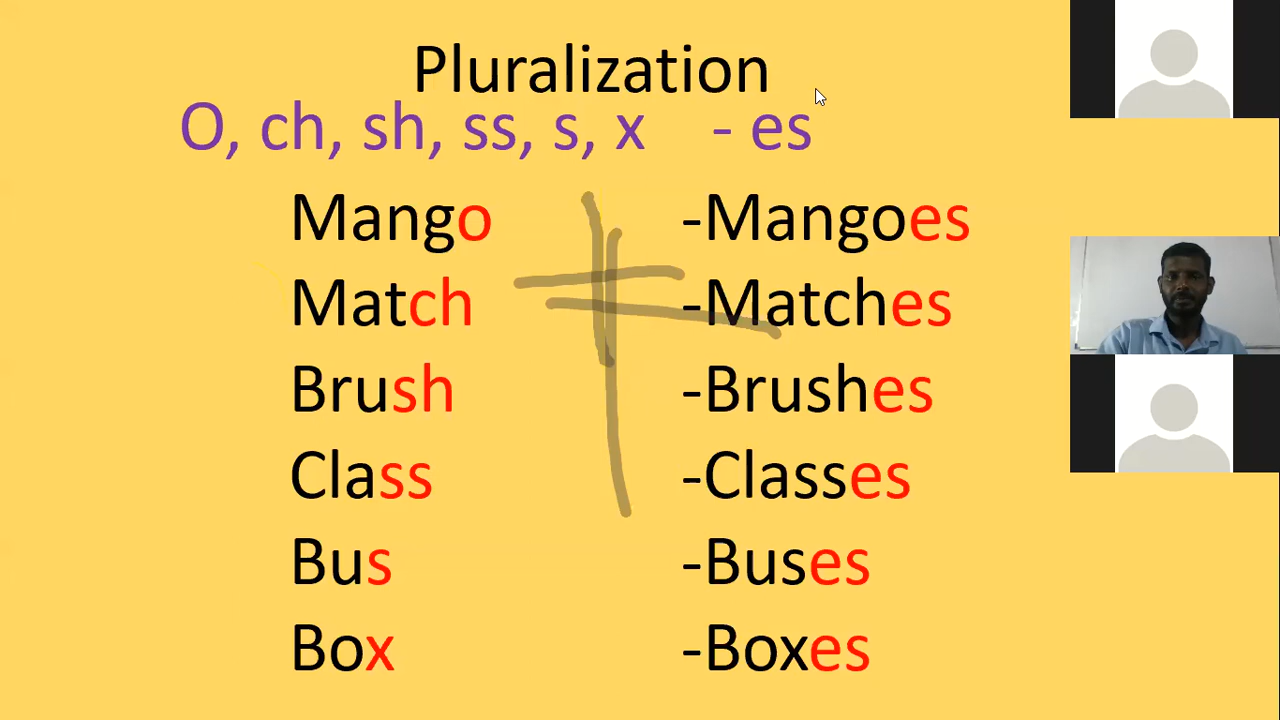 Pluralization
O, ch, sh, ss, s, x - es
Mango -Mangoes
Match -Matches
Brush -Brushes
Class -Classes
Bus -Buses
Box -Boxes